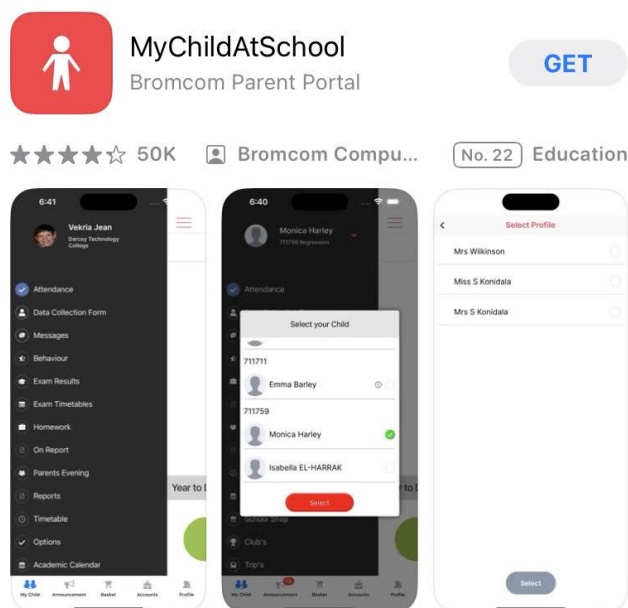 MyChildAtSchool
Bromcom Parent Portal
GET
50K
Bromcom Compu...
No. 22
Education
6:41
Vekria Jean
Darcey Technology
College
Attendance
Data Collection Form
Messages
Behaviour
Exam Results
Exam Timetables
Homework
On Report
Parents Evening
Reports
Timetable
Options
Academic Calendar
Year to D
My Child
Announcement
Basket
Accounts
Profile
6:40
Monica Harley
711759 Regression
Attendance
Select your Child
711711
Emma Barley
711759
Monica Harley
Isabella EL-HARRAK
Select
School Shop
Club's
Trip's
My Child
Announcement
Basket
Accounts
Profile
Select Profile
Mrs Wilkinson
Miss S Konidala
Mrs S Konidala
Select